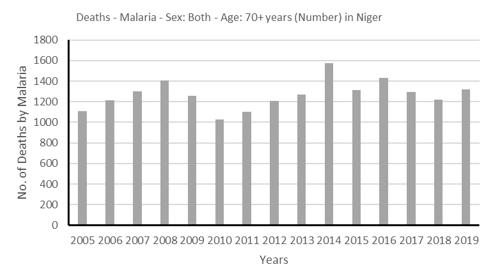 Deaths - Malaria - Sex: Both - Age: 70+ years (Number) in Niger
No. of Deaths by Malaria
1800
1600
1400
1200
1000
800
600
400
200
0
2005 2006 2007 2008 2009 2010 2011 2012 2013 2014 2015 2016 2017 2018 2019
Years